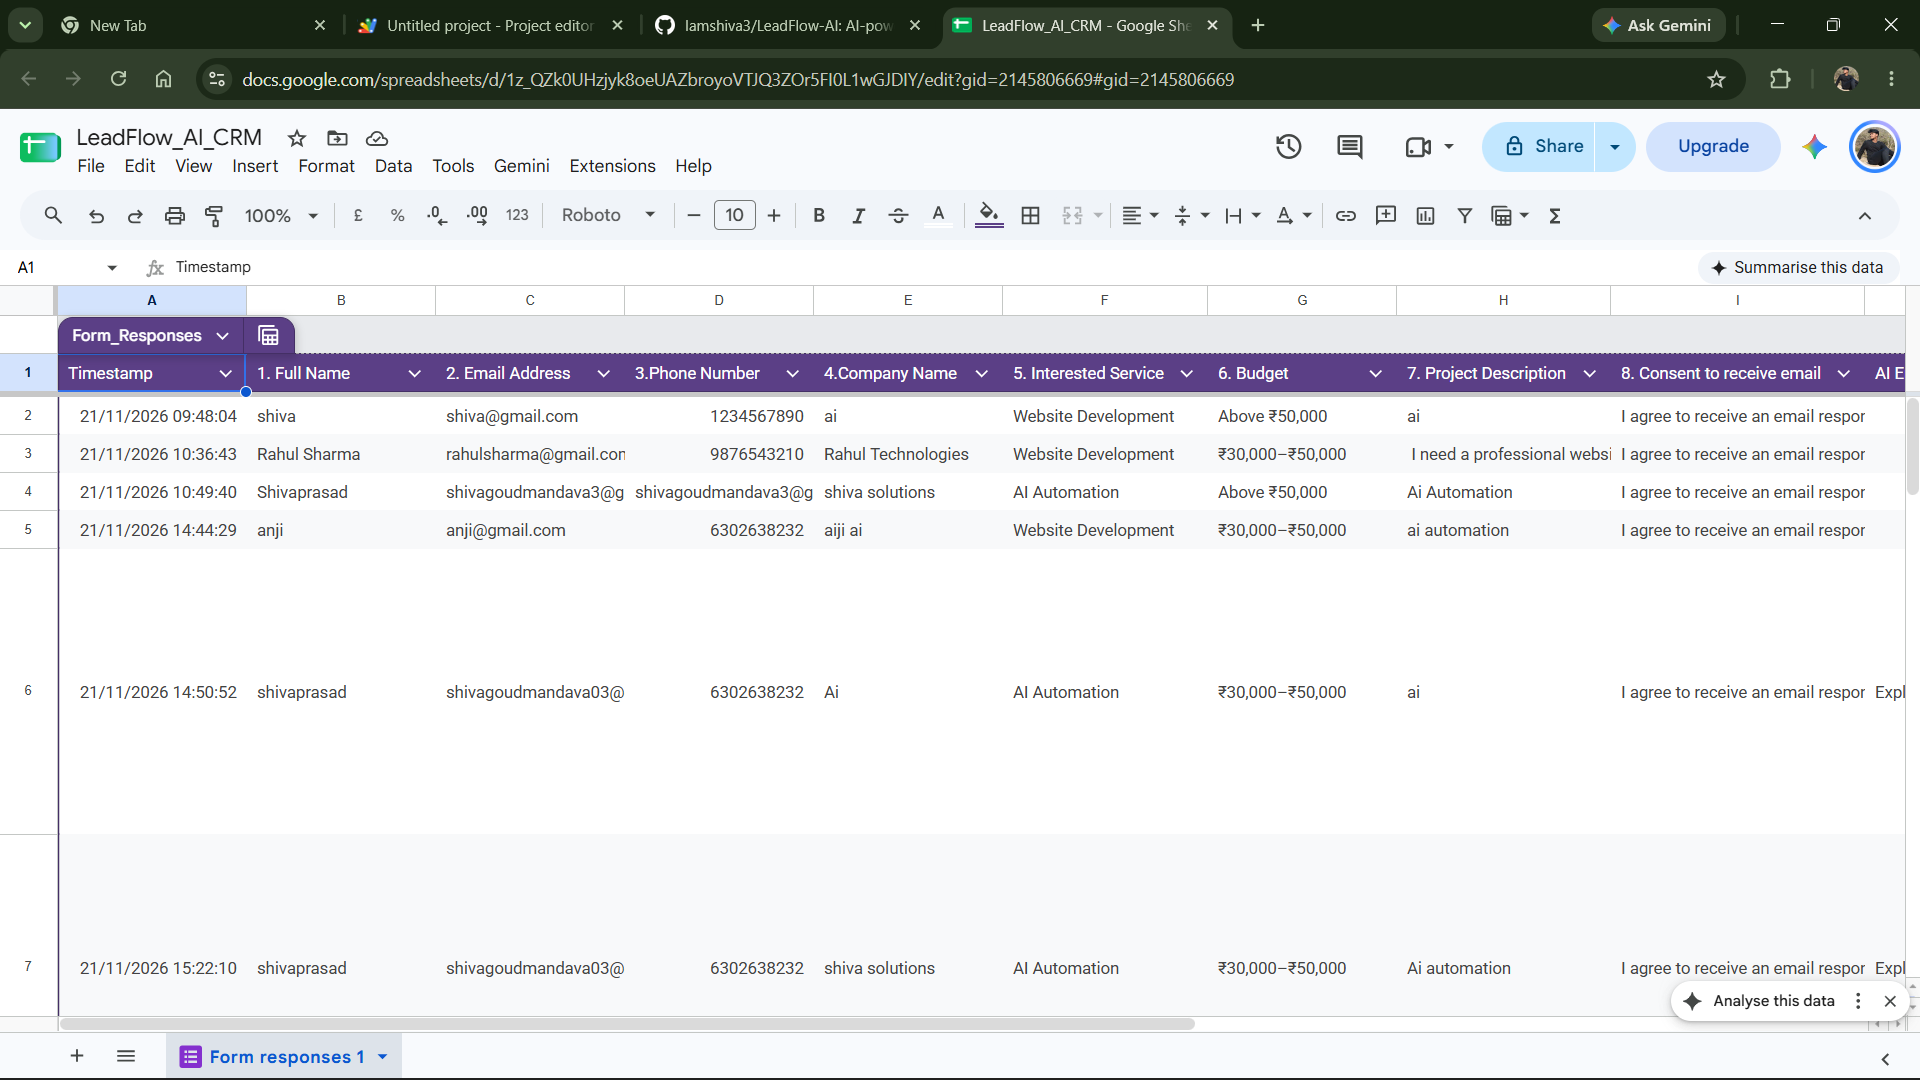 New Tab
Untitled project - Project editor
Iamshiva3/LeadFlow-AI: AI-pow
LeadFlow_AI_CRM - Google She
Ask Gemini
docs.google.com/spreadsheets/d/1z_QZk0UHzjyk8oeUAZbroyoVTJQ3ZOr5FI0L1wGJDIY/edit?gid=2145806669#gid=2145806669
LeadFlow_AI_CRM
File Edit View Insert Format Data Tools Gemini Extensions Help
Share
Upgrade
100% £ % .0 .00 123 Roboto 10 B I S A A Σ
A1 fx Timestamp
Summarise this data
A B C D E F G H I
Form_Responses
1 Timestamp 1. Full Name 2. Email Address 3.Phone Number 4.Company Name 5. Interested Service 6. Budget 7. Project Description 8. Consent to receive email AI E
2 21/11/2026 09:48:04 shiva shiva@gmail.com 1234567890 ai Website Development Above ₹50,000 ai I agree to receive an email respor
3 21/11/2026 10:36:43 Rahul Sharma rahulsharma@gmail.con 9876543210 Rahul Technologies Website Development ₹30,000–₹50,000 I need a professional websi I agree to receive an email respor
4 21/11/2026 10:49:40 Shivaprasad shivagoudmandava3@g shivagoudmandava3@g shiva solutions AI Automation Above ₹50,000 Ai Automation I agree to receive an email respor
5 21/11/2026 14:44:29 anji anji@gmail.com 6302638232 aiji ai Website Development ₹30,000–₹50,000 ai automation I agree to receive an email respor
6 21/11/2026 14:50:52 shivaprasad shivagoudmandava03@ 6302638232 Ai AI Automation ₹30,000–₹50,000 ai I agree to receive an email respor Expl
7 21/11/2026 15:22:10 shivaprasad shivagoudmandava03@ 6302638232 shiva solutions AI Automation ₹30,000–₹50,000 Ai automation I agree to receive an email respor Expl
Analyse this data
Form responses 1